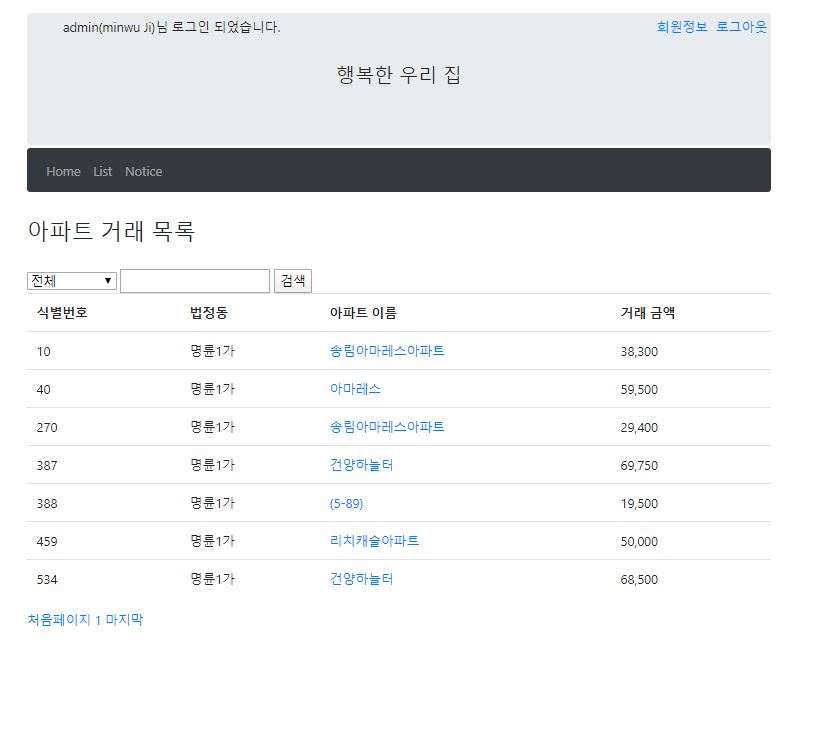 admin(minwu Ji)님 로그인 되었습니다. 회원정보 로그아웃
행복한 우리 집
Home List Notice
아파트 거래 목록
전체 검색
식별번호 법정동 아파트 이름 거래 금액
10 명륜1가 송림아마레스아파트 38,300
40 명륜1가 아마레스 59,500
270 명륜1가 송림아마레스아파트 29,400
387 명륜1가 건양하늘터 69,750
388 명륜1가 (5-89) 19,500
459 명륜1가 리치캐슬아파트 50,000
534 명륜1가 건양하늘터 68,500
처음페이지 1 마지막